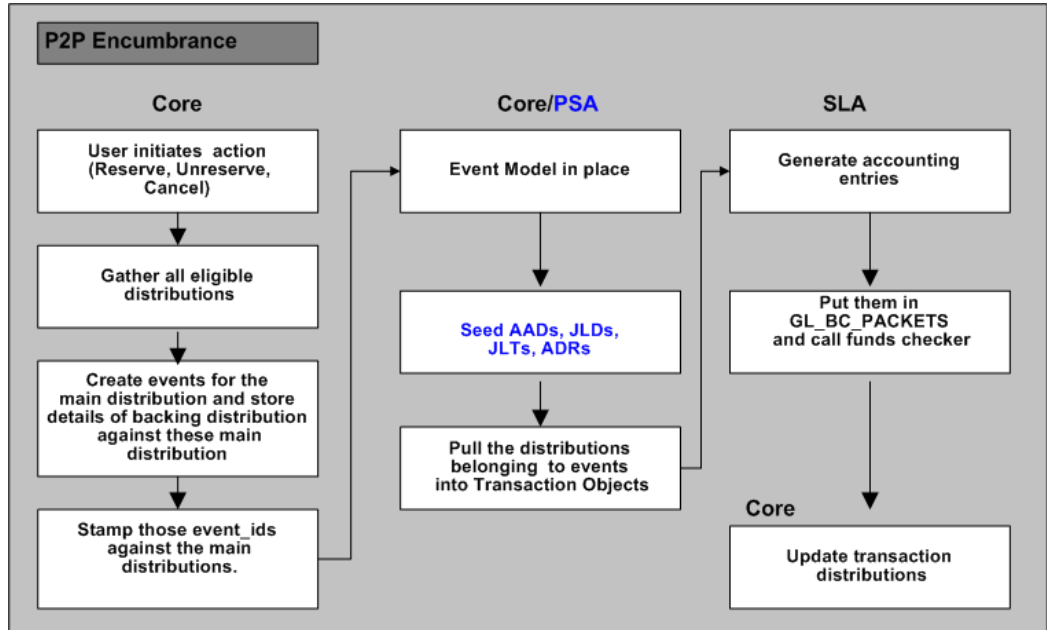 P2P Encumbrance
Core
User initiates action
(Reserve, Unreserve,
Cancel)
Gather all eligible
distributions
Create events for the
main distribution and store
details of backing distribution
against these main
distribution
Stamp those event_ids
against the main
distributions.
Core/PSA
Event Model in place
Seed AADs, JLDs,
JLTs, ADRs
Pull the distributions
belonging to events
into Transaction Objects
SLA
Generate accounting
entries
Put them in
GL_BC_PACKETS
and call funds checker
Core
Update transaction
distributions